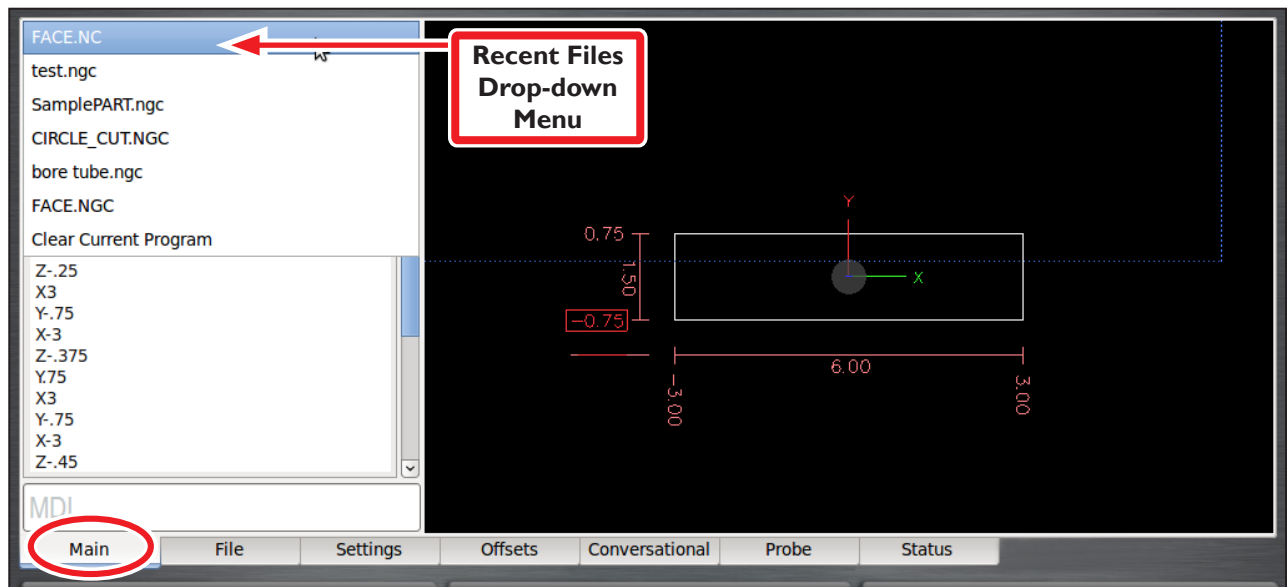 FACE.NC
test.ngc
SamplePART.ngc
CIRCLE_CUT.NGC
bore tube.ngc
FACE.NGC
Clear Current Program
Z-.25
X3
Y-.75
X-3
Z-.375
Y.75
X3
Y-.75
X-3
Z-.45
MDI
Recent Files
Drop-down
Menu
Y
X
0.75
1.50
-0.75
6.00
-3.00
3.00
Main File Settings Offsets Conversational Probe Status